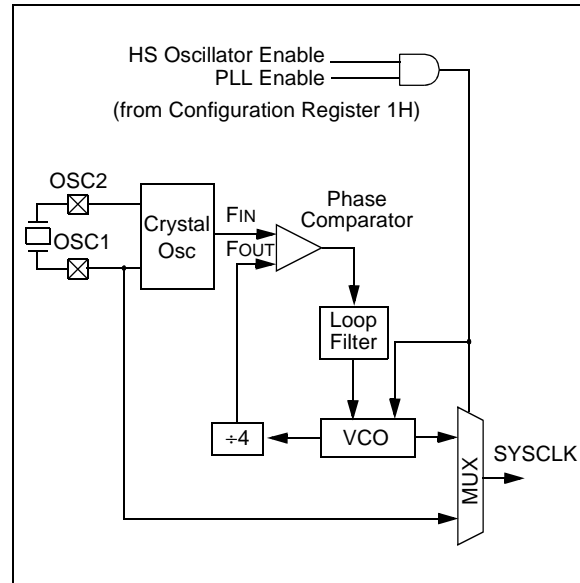 HS Oscillator Enable
PLL Enable
(from Configuration Register 1H)
OSC2
OSC1
Crystal
Osc
FIN
FOUT
Phase
Comparator
Loop
Filter
÷4
VCO
MUX
SYSCLK